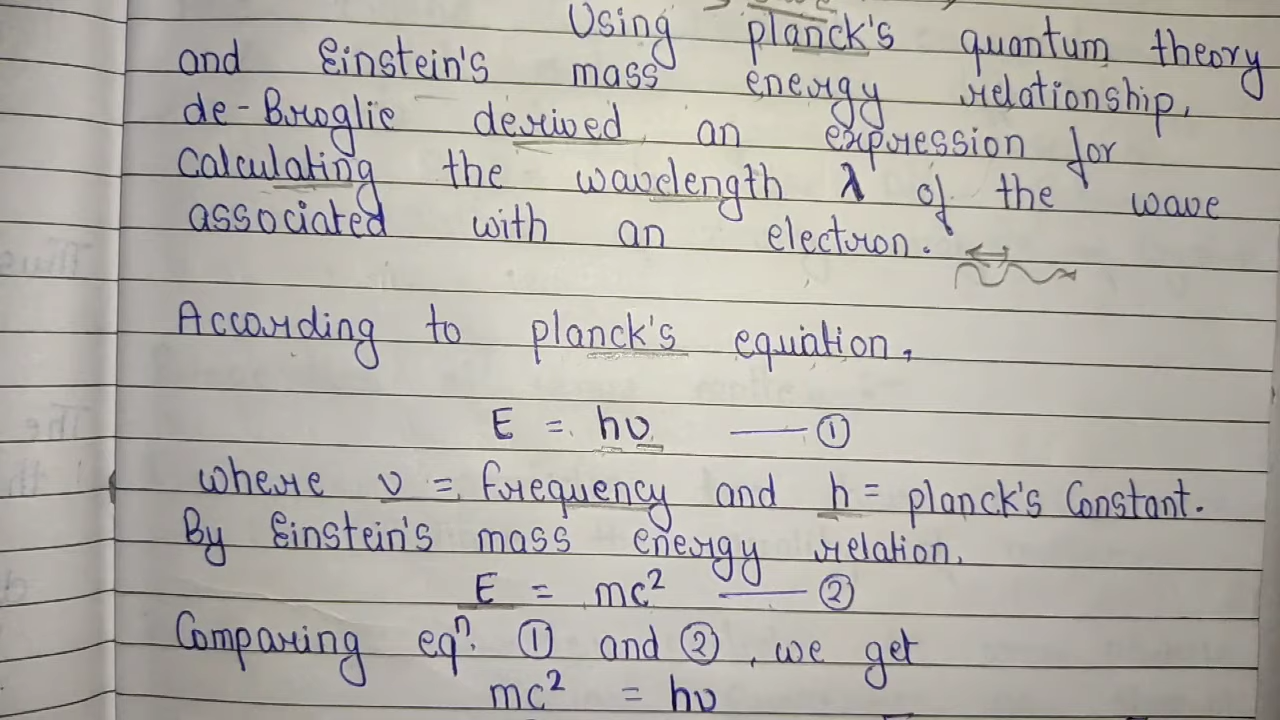 Using planck's quantum theory
and Einstein's mass energy relationship,
de-Broglie derived an expression for
calculating the wavelength λ of the wave
associated with an electron.
According to planck's equation,
E = hυ —— ①
where υ = frequency and h = planck's Constant.
By Einstein's mass energy relation,
E = mc² —— ②
Comparing eqⁿ. ① and ②, we get
mc² = hυ